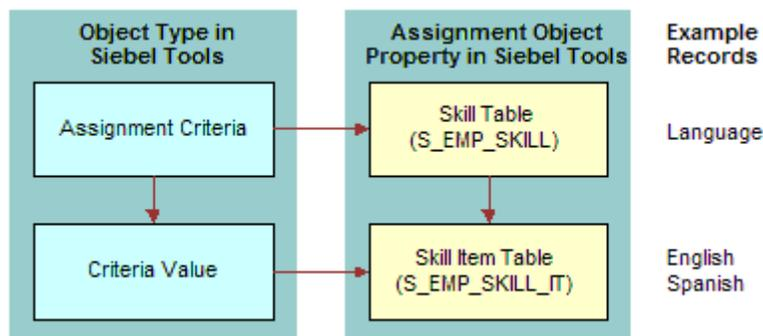 Object Type in
Siebel Tools
Assignment Object
Property in Siebel Tools
Example
Records
Assignment Criteria
Skill Table
(S_EMP_SKILL)
Language
Criteria Value
Skill Item Table
(S_EMP_SKILL_IT)
English
Spanish